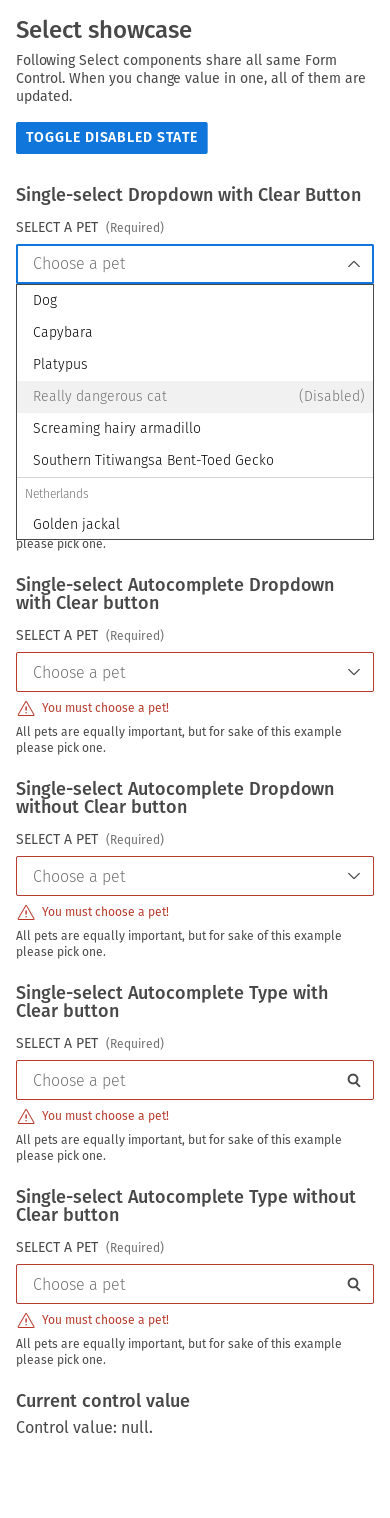 Select showcase
Following Select components share all same Form
Control. When you change value in one, all of them are
updated.
TOGGLE DISABLED STATE
Single-select Dropdown with Clear Button
SELECT A PET (Required)
Choose a pet
Dog
Capybara
Platypus
Really dangerous cat (Disabled)
Screaming hairy armadillo
Southern Titiwangsa Bent-Toed Gecko
Netherlands
Golden jackal
please pick one.
Single-select Autocomplete Dropdown
with Clear button
SELECT A PET (Required)
Choose a pet
You must choose a pet!
All pets are equally important, but for sake of this example
please pick one.
Single-select Autocomplete Dropdown
without Clear button
SELECT A PET (Required)
Choose a pet
You must choose a pet!
All pets are equally important, but for sake of this example
please pick one.
Single-select Autocomplete Type with
Clear button
SELECT A PET (Required)
Choose a pet
You must choose a pet!
All pets are equally important, but for sake of this example
please pick one.
Single-select Autocomplete Type without
Clear button
SELECT A PET (Required)
Choose a pet
You must choose a pet!
All pets are equally important, but for sake of this example
please pick one.
Current control value
Control value: null.